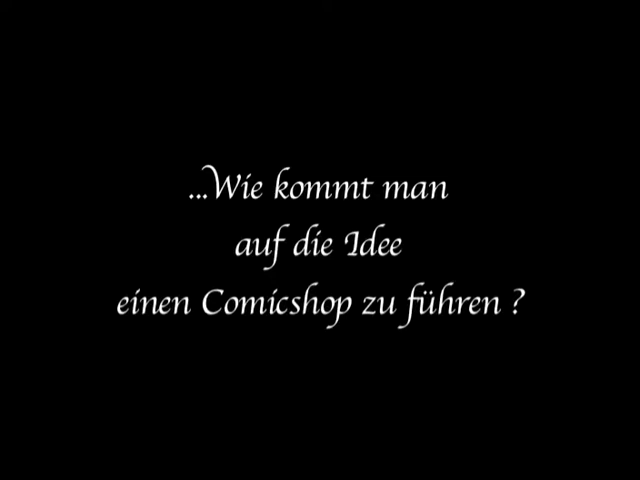 ...Wie kommt man
auf die Idee
einen Comicshop zu führen ?